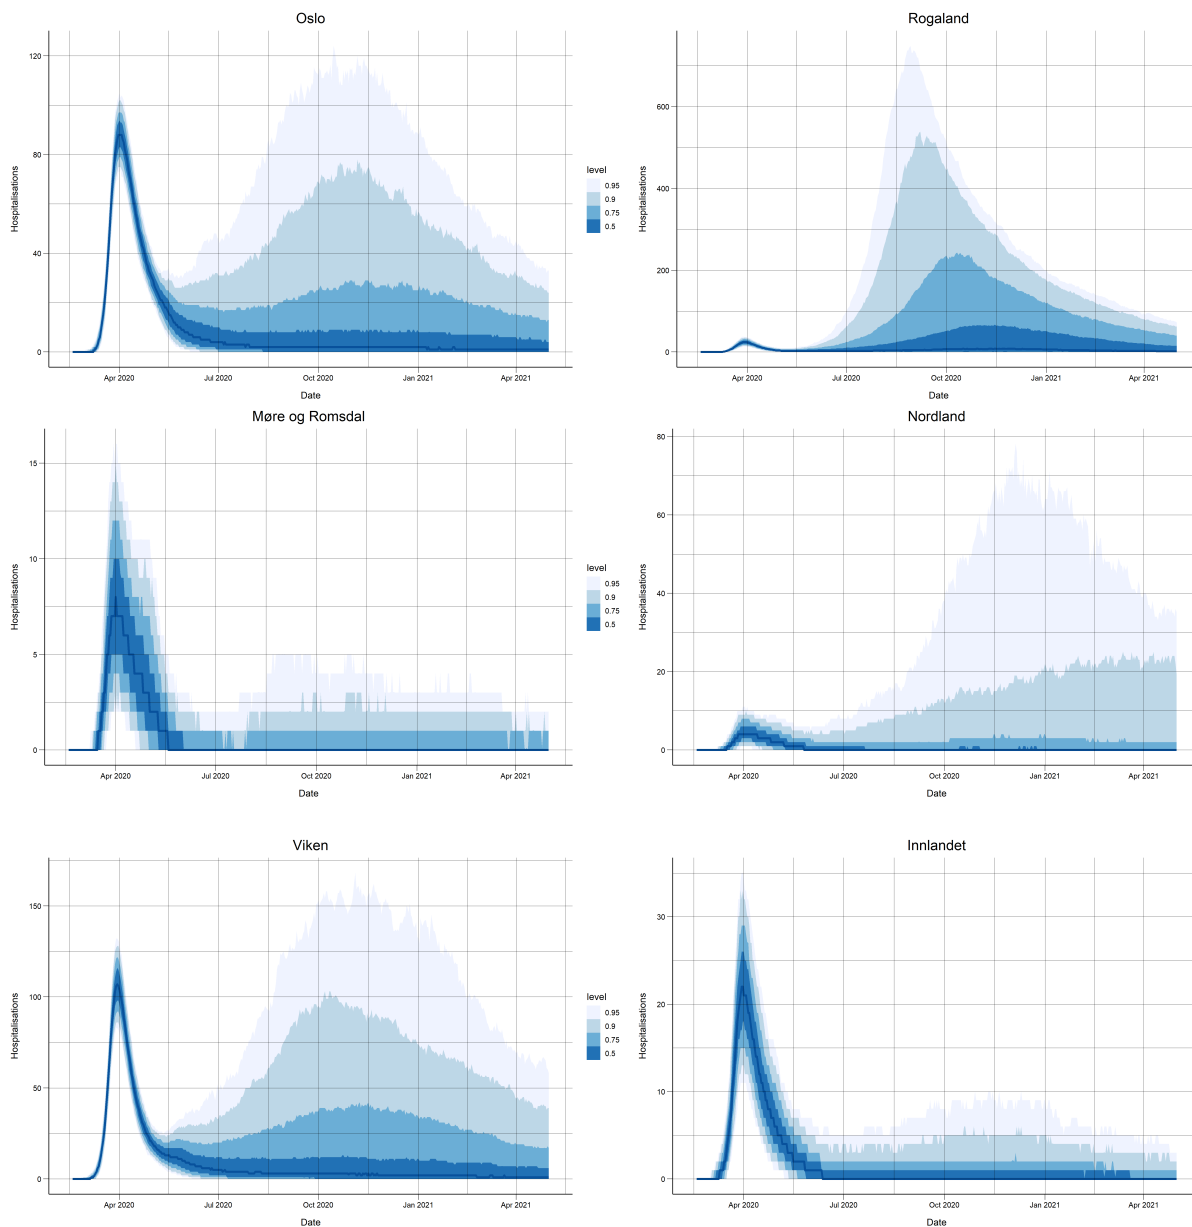 Oslo
Hospitalisations
120
80
40
0
Apr 2020 Jul 2020 Oct 2020 Jan 2021 Apr 2021
Date
level
0.95
0.9
0.75
0.5
Rogaland
Hospitalisations
600
400
200
0
Apr 2020 Jul 2020 Oct 2020 Jan 2021 Apr 2021
Date
Møre og Romsdal
Hospitalisations
15
10
5
0
Apr 2020 Jul 2020 Oct 2020 Jan 2021 Apr 2021
Date
level
0.95
0.9
0.75
0.5
Nordland
Hospitalisations
80
60
40
20
0
Apr 2020 Jul 2020 Oct 2020 Jan 2021 Apr 2021
Date
Viken
Hospitalisations
150
100
50
0
Apr 2020 Jul 2020 Oct 2020 Jan 2021 Apr 2021
Date
level
0.95
0.9
0.75
0.5
Innlandet
Hospitalisations
30
20
10
0
Apr 2020 Jul 2020 Oct 2020 Jan 2021 Apr 2021
Date